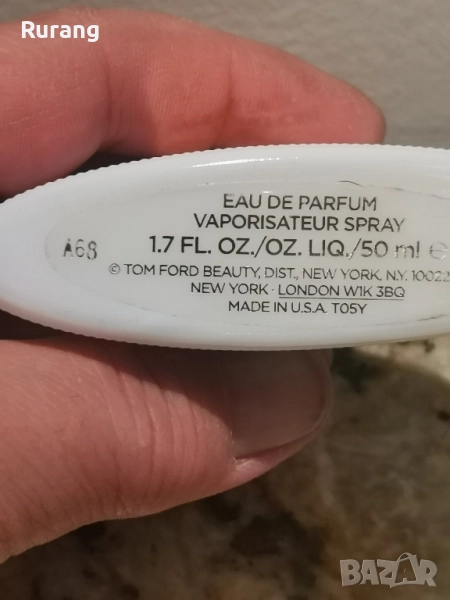 Rurang
EAU DE PARFUM
VAPORISATEUR SPRAY
A68 1.7 FL. OZ./OZ. LIQ./50 ml ℮
© TOM FORD BEAUTY, DIST., NEW YORK, N.Y. 10022
NEW YORK · LONDON W1K 3BQ
MADE IN U.S.A. T05Y
BAZAR